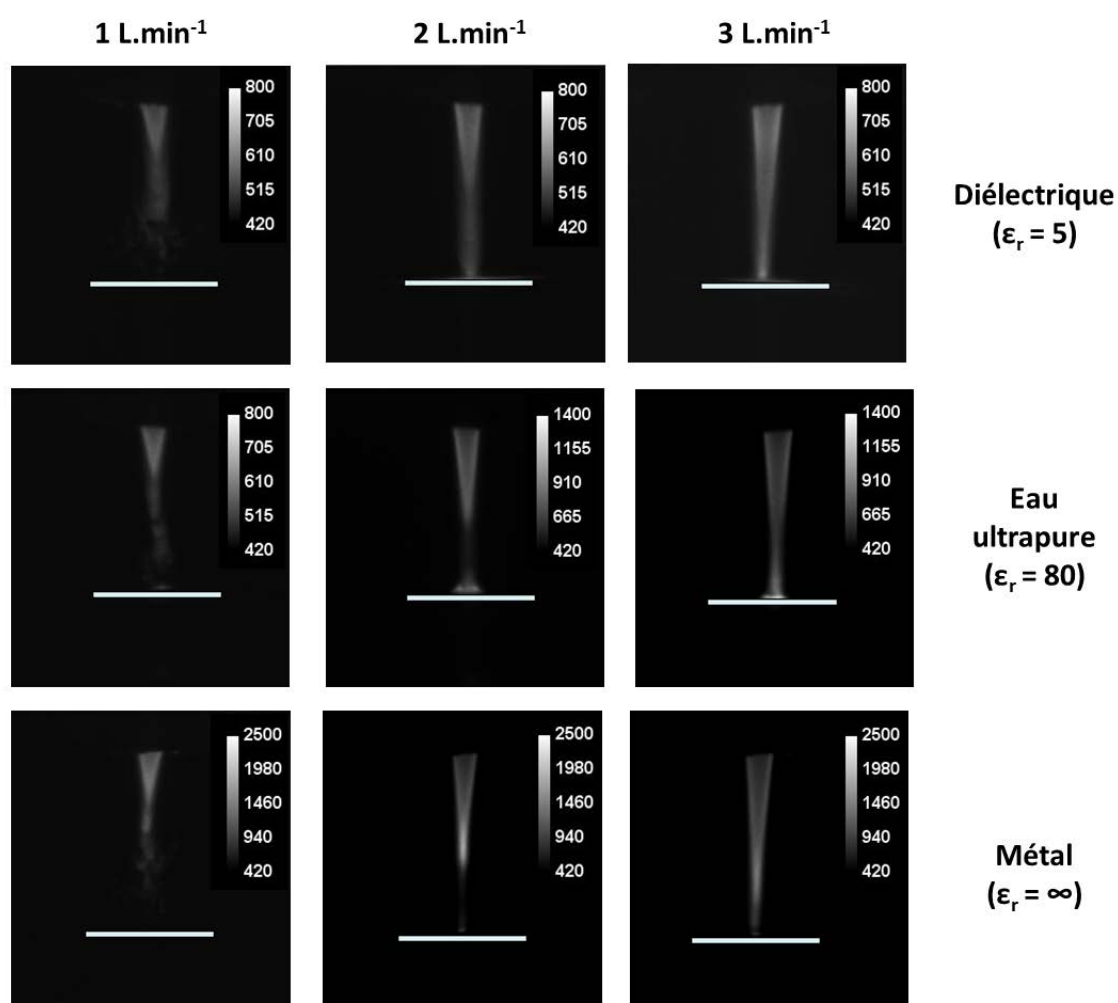 1 L.min⁻¹ 2 L.min⁻¹ 3 L.min⁻¹
800 800 800
705 705 705
610 610 610
515 515 515
420 420 420
Diélectrique
(εr = 5)
800 1400 1400
705 1155 1155
610 910 910
515 665 665
420 420 420
Eau
ultrapure
(εr = 80)
2500 2500 2500
1980 1980 1980
1460 1460 1460
940 940 940
420 420 420
Métal
(εr = ∞)